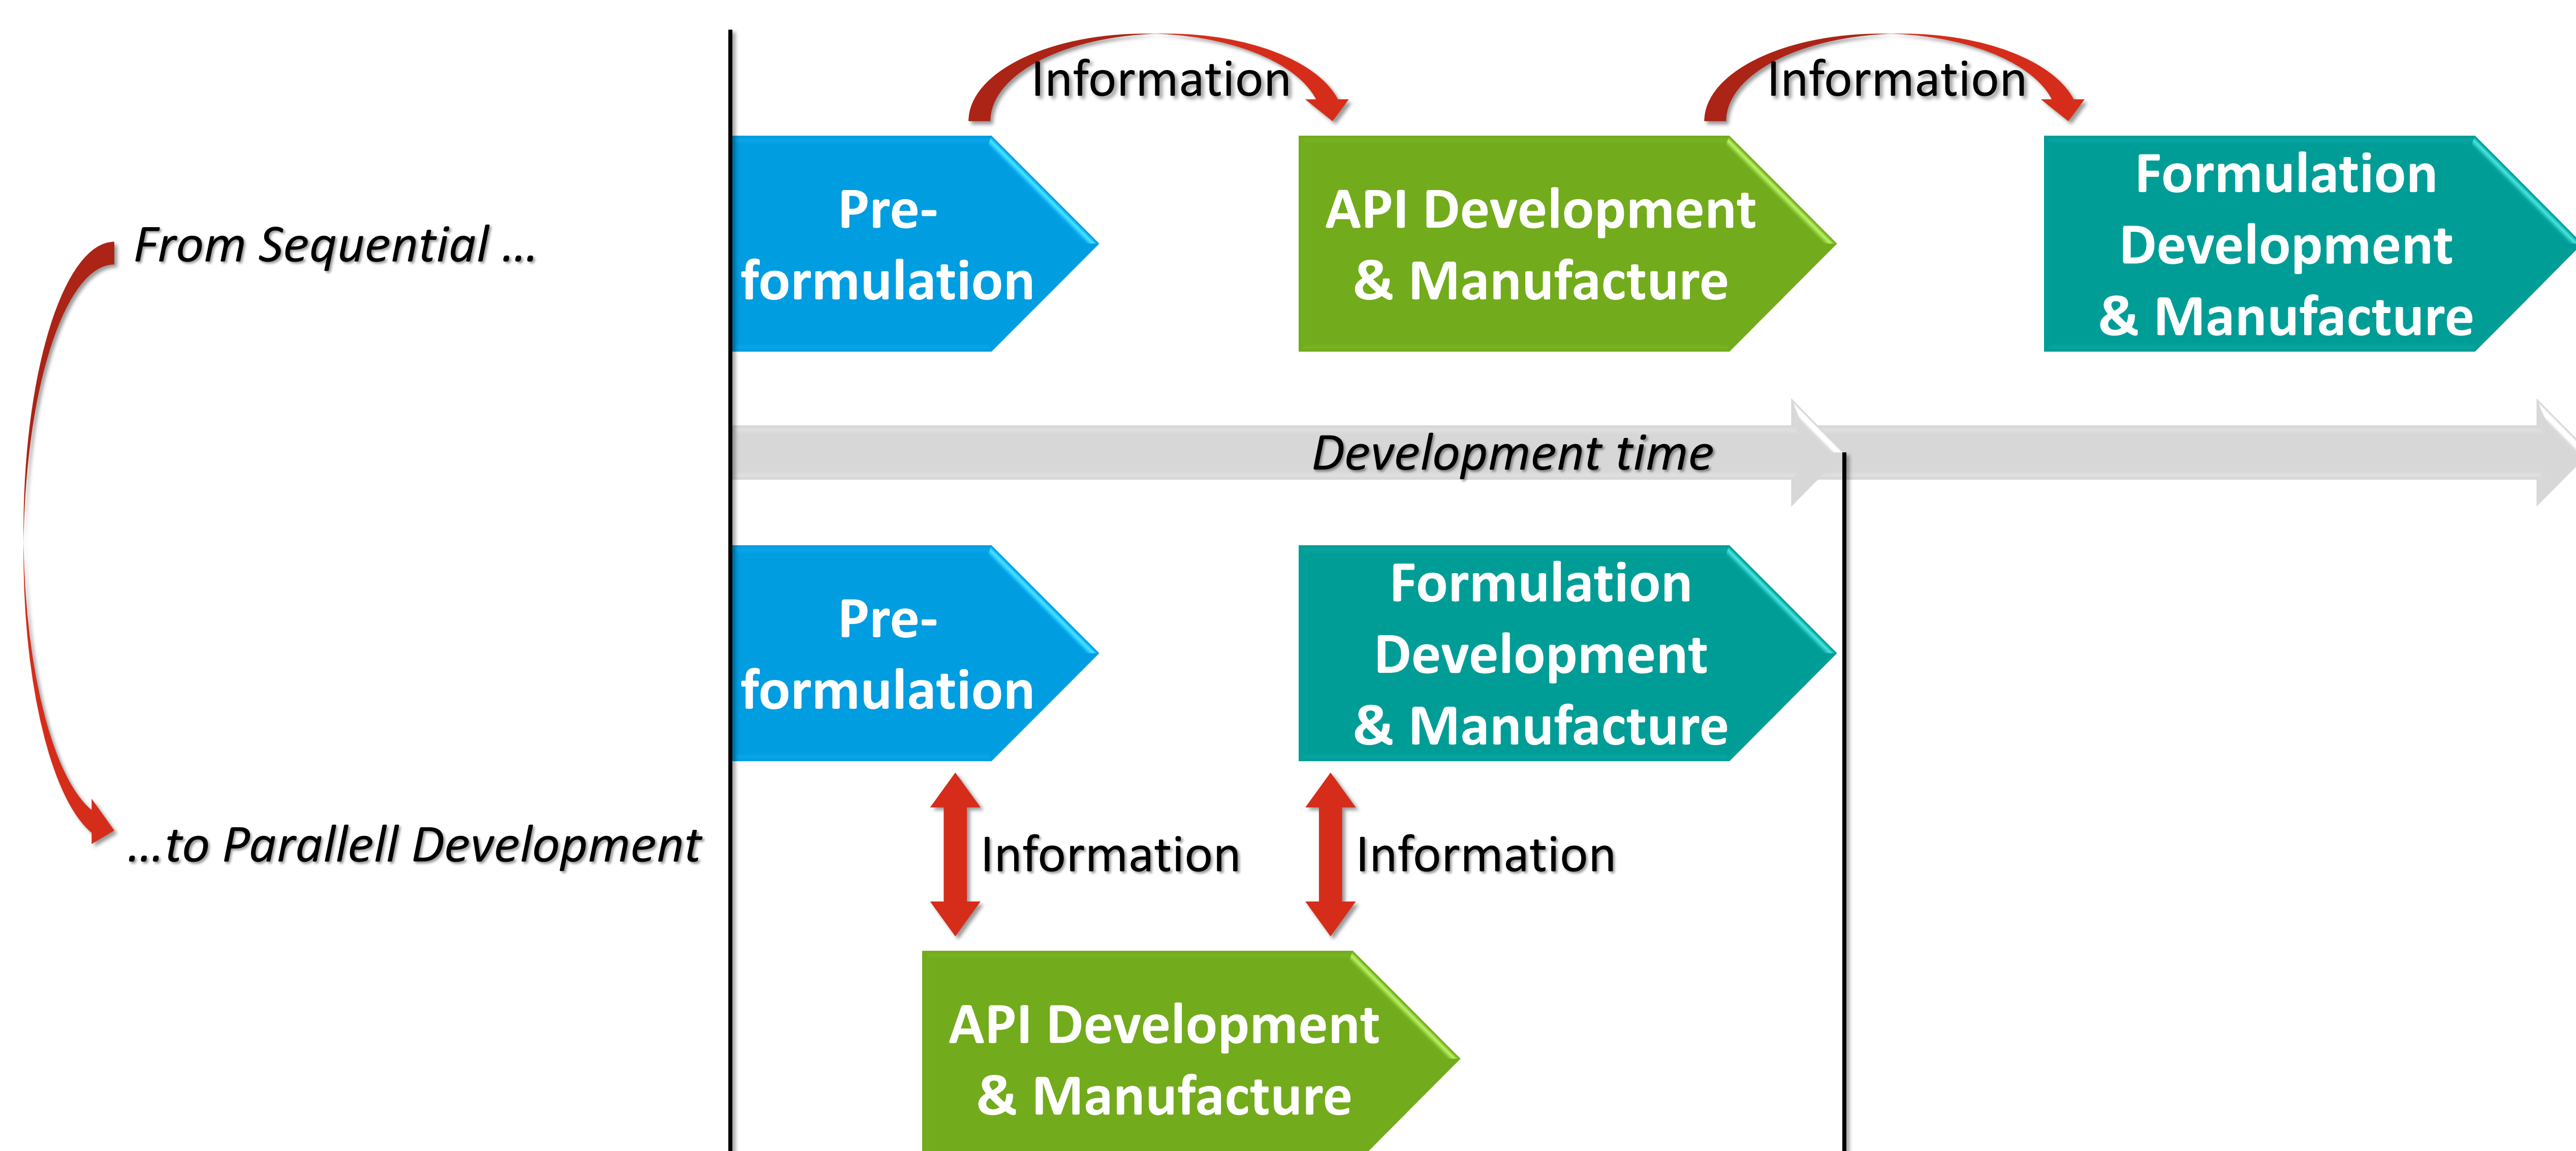 Information
Information
Pre-
formulation
API Development
& Manufacture
Formulation
Development
& Manufacture
From Sequential ...
Development time
Pre-
formulation
Formulation
Development
& Manufacture
...to Parallell Development
Information
Information
API Development
& Manufacture